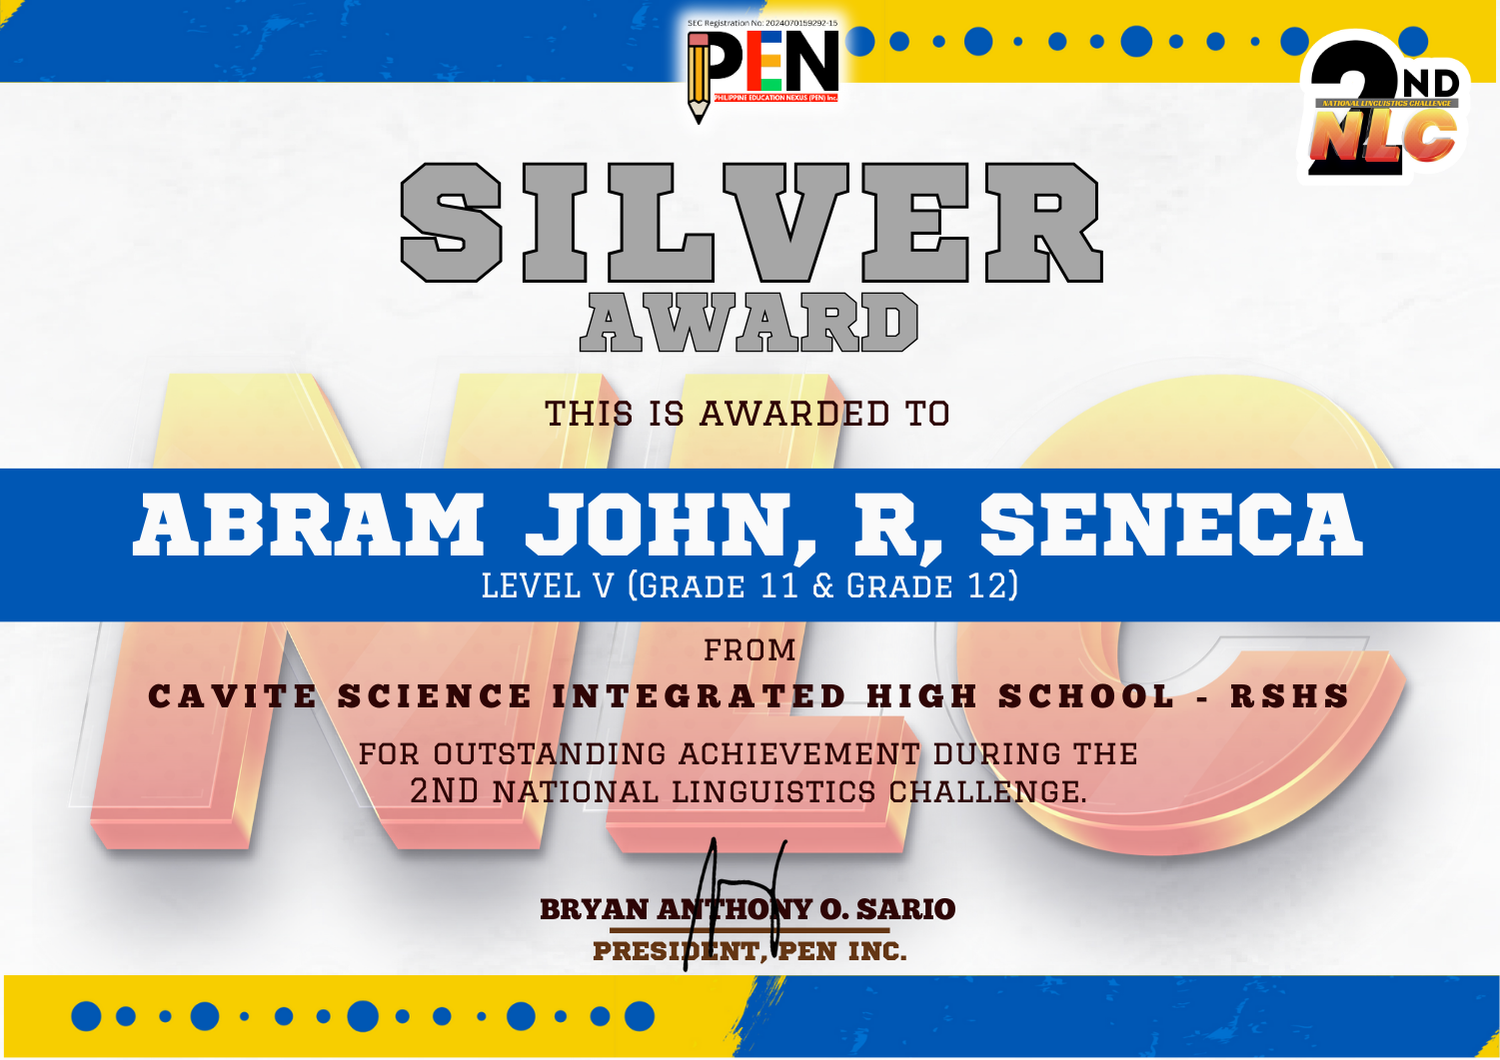 SEC Registration No: 2024070159292-15
PEN
PHILIPPINE EDUCATION NEXUS (PEN) Inc.
2ND
NATIONAL LINGUISTICS CHALLENGE
NLC
SILVER
AWARD
THIS IS AWARDED TO
ABRAM JOHN, R, SENECA
LEVEL V (GRADE 11 & GRADE 12)
FROM
CAVITE SCIENCE INTEGRATED HIGH SCHOOL - RSHS
FOR OUTSTANDING ACHIEVEMENT DURING THE
2ND NATIONAL LINGUISTICS CHALLENGE.
BRYAN ANTHONY O. SARIO
PRESIDENT, PEN INC.
NLC